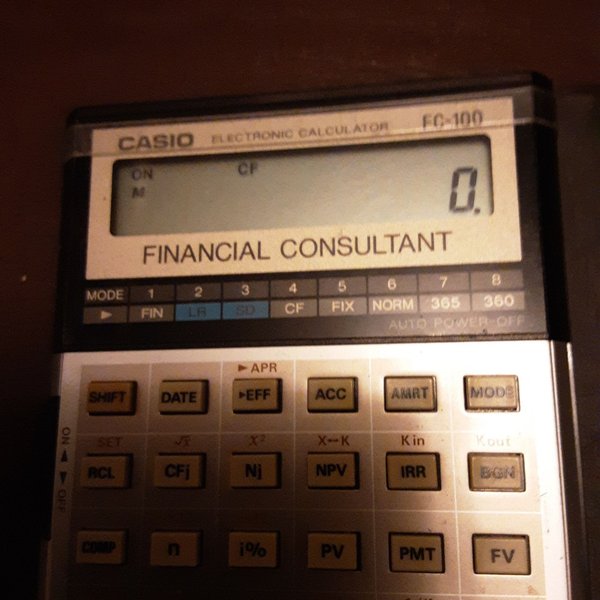 CASIO ELECTRONIC CALCULATOR FC-100
ON CF
M
0.
FINANCIAL CONSULTANT
MODE 1 2 3 4 5 6 7 8
► FIN LR SD CF FIX NORM 365 360
AUTO POWER-OFF
►APR
SHIFT DATE ►EFF ACC AMRT MODE
SET √x X² X↔K Kin Kout
RCL CFj Nj NPV IRR BGN
COMP n i% PV PMT FV
ON ▲ ▼ OFF